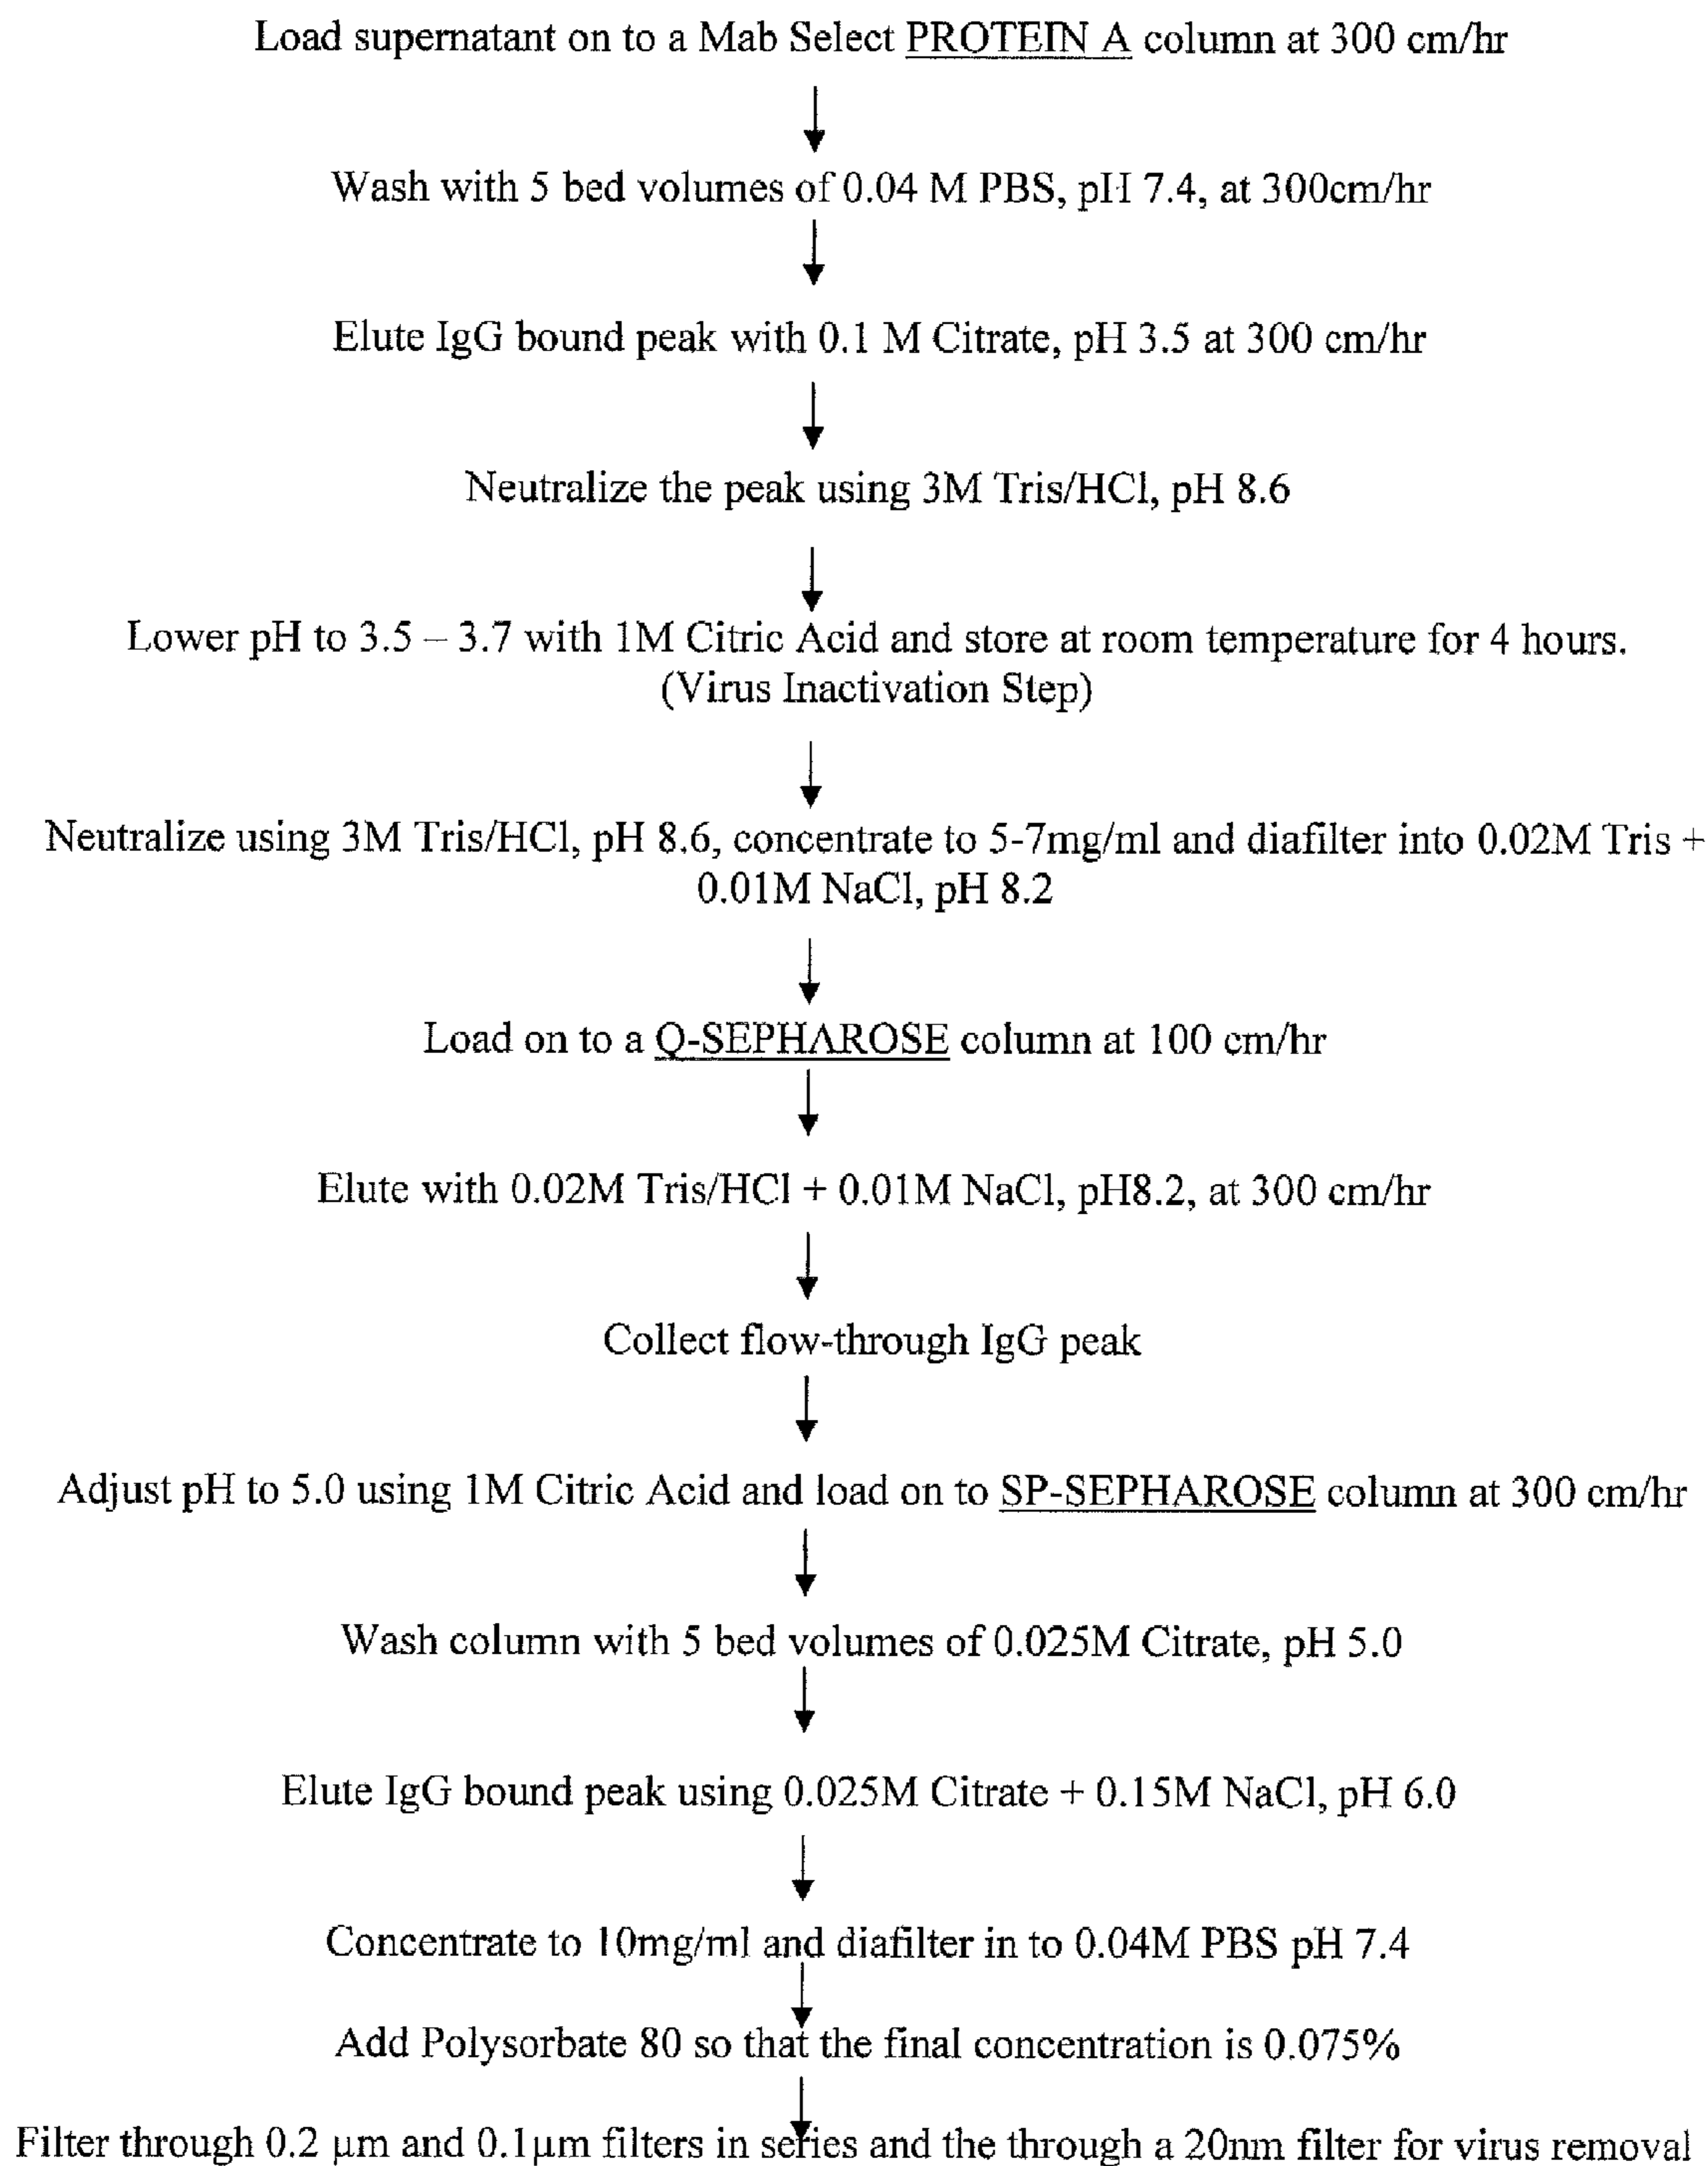 Load supernatant on to a Mab Select PROTEIN A column at 300 cm/hr
Wash with 5 bed volumes of 0.04 M PBS, pH 7.4, at 300cm/hr
Elute IgG bound peak with 0.1 M Citrate, pH 3.5 at 300 cm/hr
Neutralize the peak using 3M Tris/HCl, pH 8.6
Lower pH to 3.5 – 3.7 with 1M Citric Acid and store at room temperature for 4 hours.
(Virus Inactivation Step)
Neutralize using 3M Tris/HCl, pH 8.6, concentrate to 5-7mg/ml and diafilter into 0.02M Tris +
0.01M NaCl, pH 8.2
Load on to a Q-SEPHAROSE column at 100 cm/hr
Elute with 0.02M Tris/HCl + 0.01M NaCl, pH8.2, at 300 cm/hr
Collect flow-through IgG peak
Adjust pH to 5.0 using 1M Citric Acid and load on to SP-SEPHAROSE column at 300 cm/hr
Wash column with 5 bed volumes of 0.025M Citrate, pH 5.0
Elute IgG bound peak using 0.025M Citrate + 0.15M NaCl, pH 6.0
Concentrate to 10mg/ml and diafilter in to 0.04M PBS pH 7.4
Add Polysorbate 80 so that the final concentration is 0.075%
Filter through 0.2 µm and 0.1µm filters in series and the through a 20nm filter for virus removal